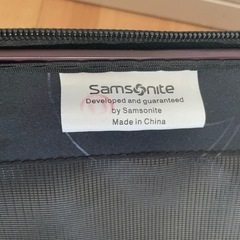 Samsonite
Developed and guaranteed
by Samsonite
Made in China